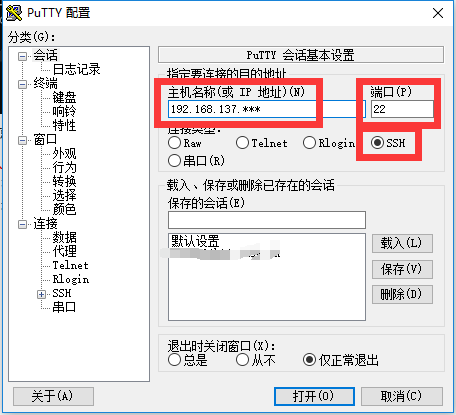 PuTTY 配置
分类(G):
会话
日志记录
终端
键盘
响铃
特性
窗口
外观
行为
转换
选择
颜色
连接
数据
代理
Telnet
Rlogin
SSH
串口
PuTTY 会话基本设置
指定要连接的目的地址
主机名称(或 IP 地址)(N) 端口(P)
192.168.137.*** 22
连接类型:
Raw Telnet Rlogin SSH
串口(R)
载入、保存或删除已存在的会话
保存的会话(E)
默认设置
载入(L)
保存(V)
删除(D)
退出时关闭窗口(X):
总是 从不 仅正常退出
关于(A) 打开(O) 取消(C)